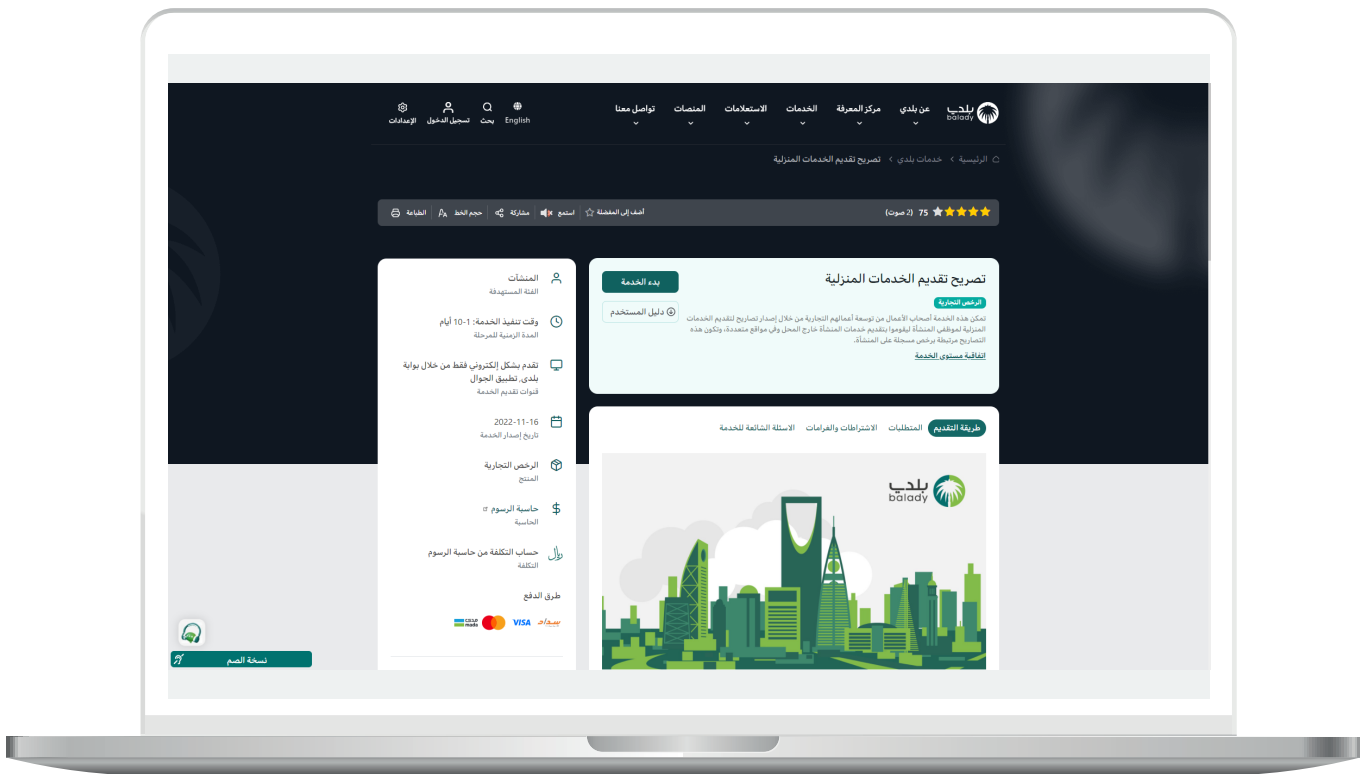 بلدي
balady
عن بلدي
مركز المعرفة
الخدمات
الاستعلامات
المنصات
تواصل معنا
English
بحث
تسجيل الدخول
الإعدادات
الرئيسية > خدمات بلدي > تصريح تقديم الخدمات المنزلية
75 (2 صوت)
أضف إلى المفضلة
استمع
مشاركة
حجم الخط
الطباعة
تصريح تقديم الخدمات المنزلية
الرخص التجارية
تمكن هذه الخدمة أصحاب الأعمال من توسعة أعمالهم التجارية من خلال إصدار تصاريح لتقديم الخدمات
المنزلية لموظفي المنشأة ليقوموا بتقديم خدمات المنشأة خارج المحل وفي مواقع متعددة، وتكون هذه
التصاريح مرتبطة برخص مسجلة على المنشأة.
اتفاقية مستوى الخدمة
بدء الخدمة
دليل المستخدم
طريقة التقديم
المتطلبات
الاشتراطات والغرامات
الاسئلة الشائعة للخدمة
بلدي
balady
المنشآت
الفئة المستهدفة
وقت تنفيذ الخدمة: 1-10 أيام
المدة الزمنية للمرحلة
تقدم بشكل إلكتروني فقط من خلال بوابة
بلدي, تطبيق الجوال
قنوات تقديم الخدمة
2022-11-16
تاريخ إصدار الخدمة
الرخص التجارية
المنتج
$
حاسبة الرسوم
الحاسبة
ريال
حساب التكلفة من حاسبة الرسوم
التكلفة
طرق الدفع
سداد
VISA
مدى
mada
نسخة الصم